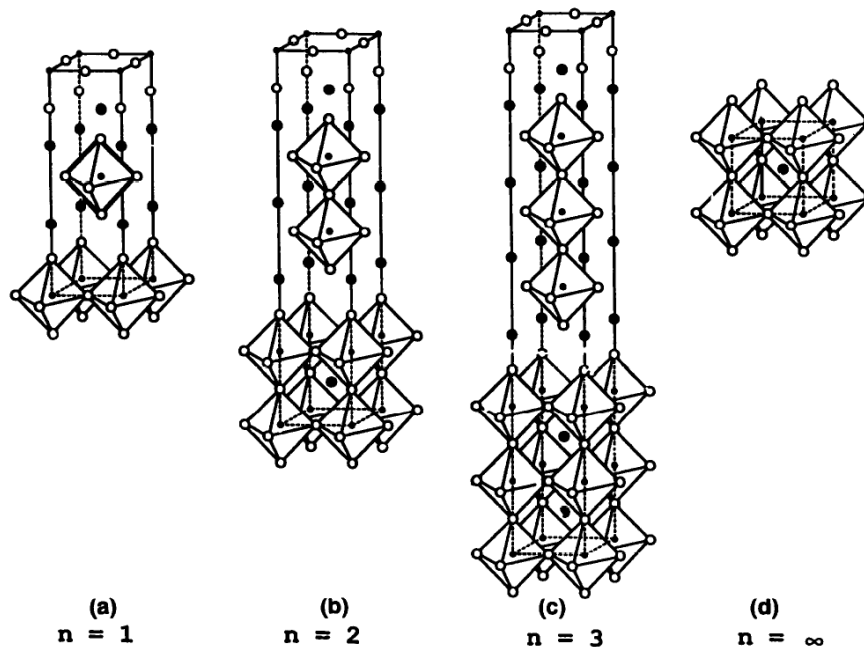 (a) (b) (c) (d)
n = 1 n = 2 n = 3 n = ∞